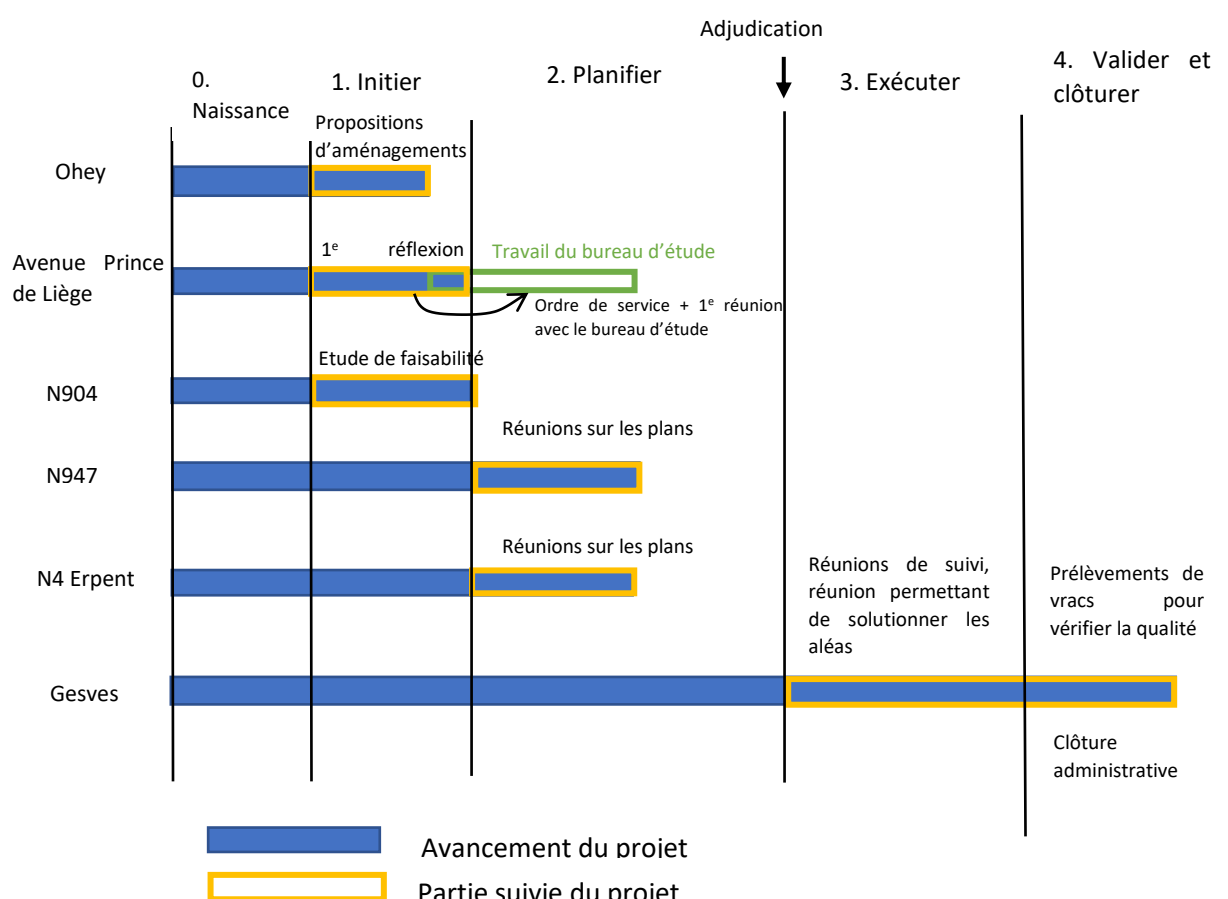 Adjudication
0.
Naissance
1. Initier
2. Planifier
3. Exécuter
4. Valider et
clôturer
Propositions
d’aménagements
Ohey
1e réflexion
Travail du bureau d’étude
Avenue Prince
de Liège
Ordre de service + 1e réunion
avec le bureau d’étude
Etude de faisabilité
N904
Réunions sur les plans
N947
Réunions sur les plans
N4 Erpent
Réunions de suivi,
réunion permettant
de solutionner les
aléas
Prélèvements de
vracs pour
vérifier la qualité
Gesves
Clôture
administrative
Avancement du projet
Partie suivie du projet